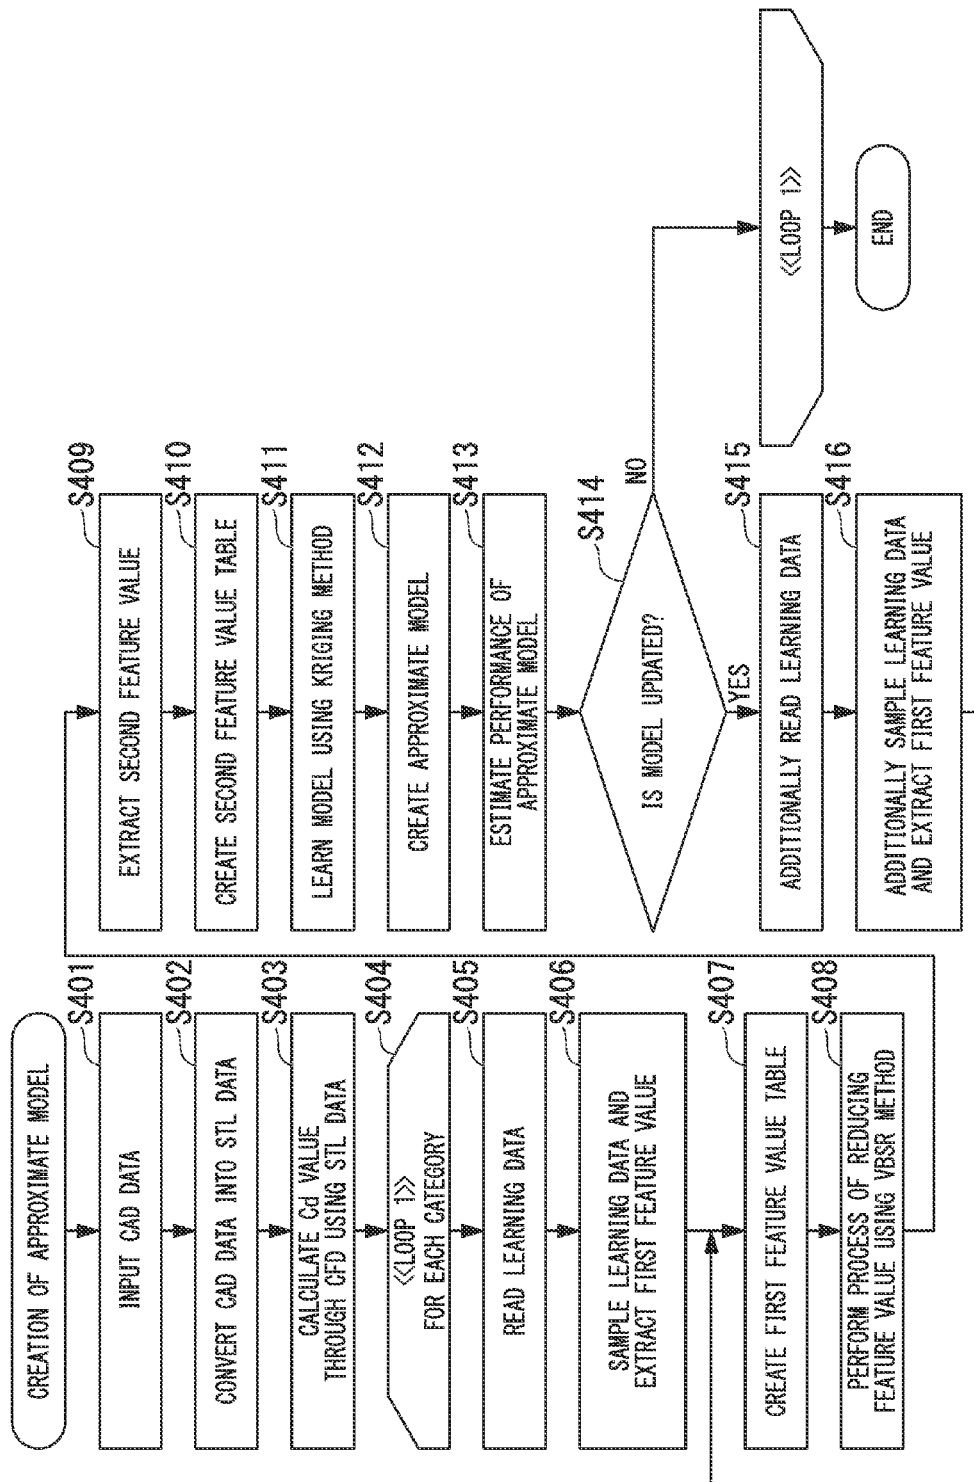 CREATION OF APPROXIMATE MODEL
S401
INPUT CAD DATA
S402
CONVERT CAD DATA INTO STL DATA
S403
CALCULATE Cd VALUE
THROUGH CFD USING STL DATA
S404
≪LOOP 1≫
FOR EACH CATEGORY
S405
READ LEARNING DATA
S406
SAMPLE LEARNING DATA AND
EXTRACT FIRST FEATURE VALUE
S407
CREATE FIRST FEATURE VALUE TABLE
S408
PERFORM PROCESS OF REDUCING
FEATURE VALUE USING VBSR METHOD
S409
EXTRACT SECOND FEATURE VALUE
S410
CREATE SECOND FEATURE VALUE TABLE
S411
LEARN MODEL USING KRIGING METHOD
S412
CREATE APPROXIMATE MODEL
S413
ESTIMATE PERFORMANCE OF
APPROXIMATE MODEL
S414
IS MODEL UPDATED?
NO
YES
S415
ADDITIONALLY READ LEARNING DATA
S416
ADDITIONALLY SAMPLE LEARNING DATA
AND EXTRACT FIRST FEATURE VALUE
≪LOOP 1≫
END